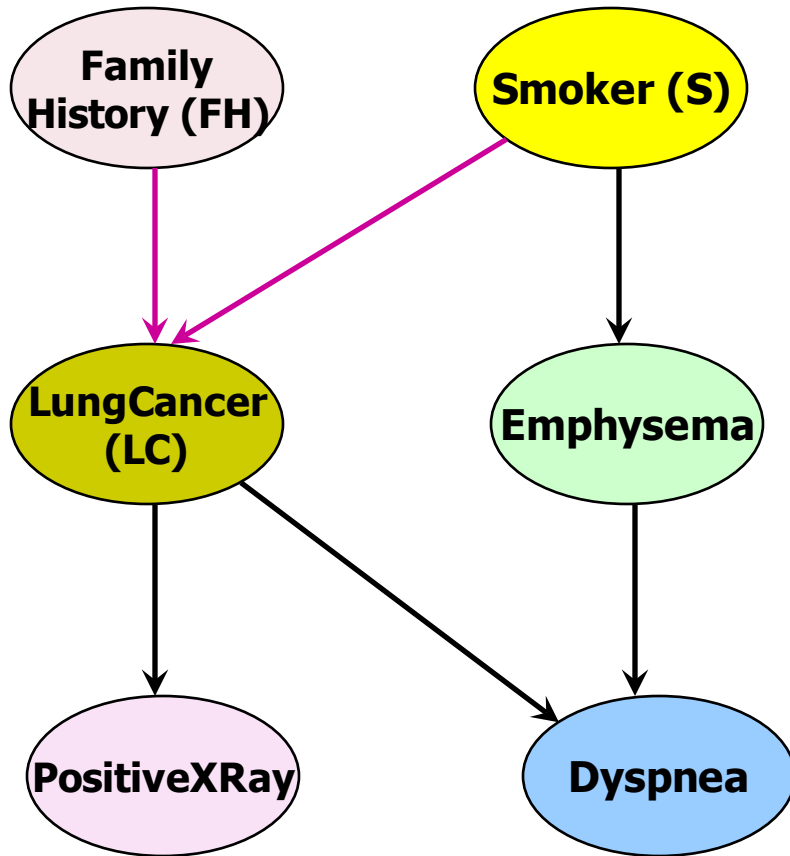 Family
History (FH)
Smoker (S)
LungCancer
(LC)
Emphysema
PositiveXRay
Dyspnea